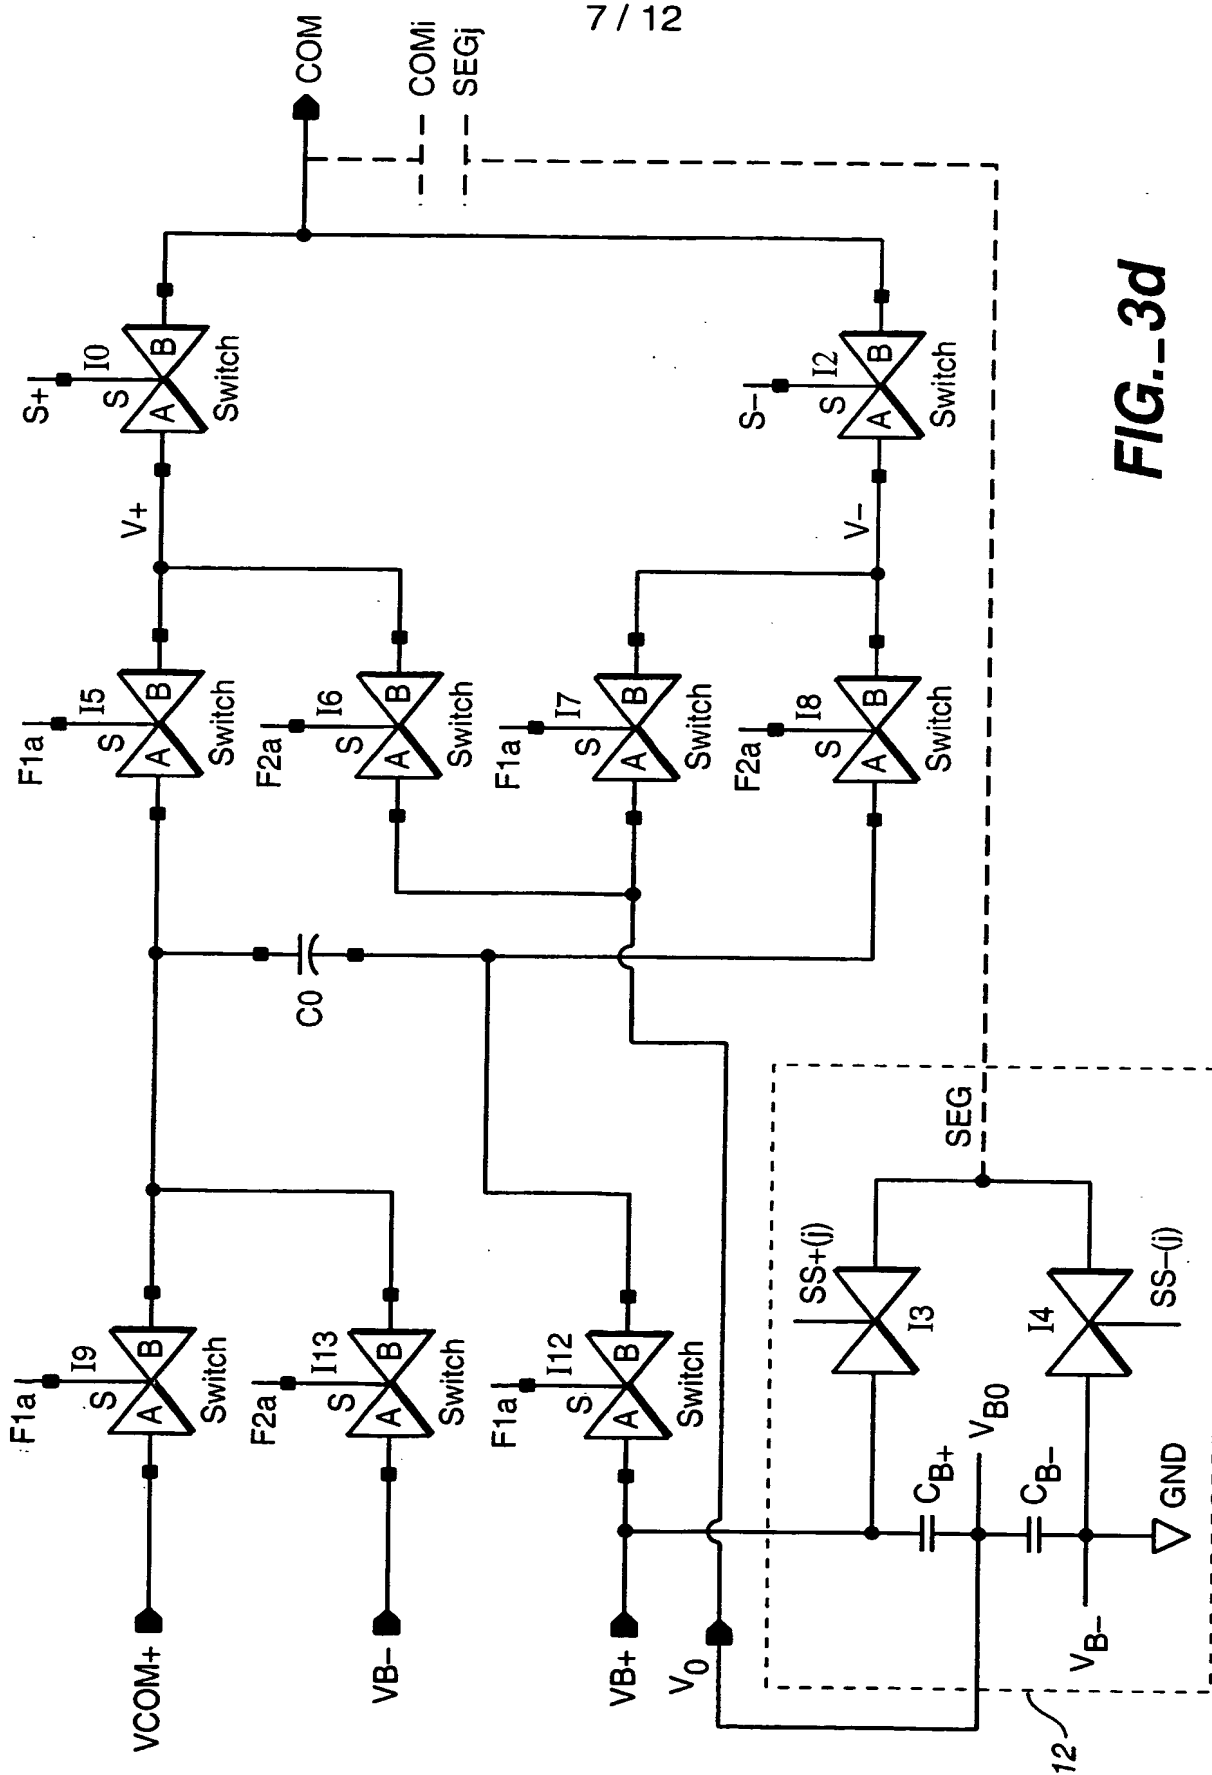 7 / 12
COM
COMi
SEGj
S+
I0
S
A
B
Switch
V+
S−
I2
S
A
B
Switch
V−
F1a
I5
S
A
B
Switch
F2a
I6
S
A
B
Switch
F1a
I7
S
A
B
Switch
F2a
I8
S
A
B
Switch
C0
F1a
I9
S
A
B
Switch
VCOM+
F2a
I13
S
A
B
Switch
VB−
F1a
I12
S
A
B
Switch
VB+
V0
SEG
SS+(j)
I3
I4
SS−(j)
CB+
VB0
CB−
VB−
GND
12
FIG._3d